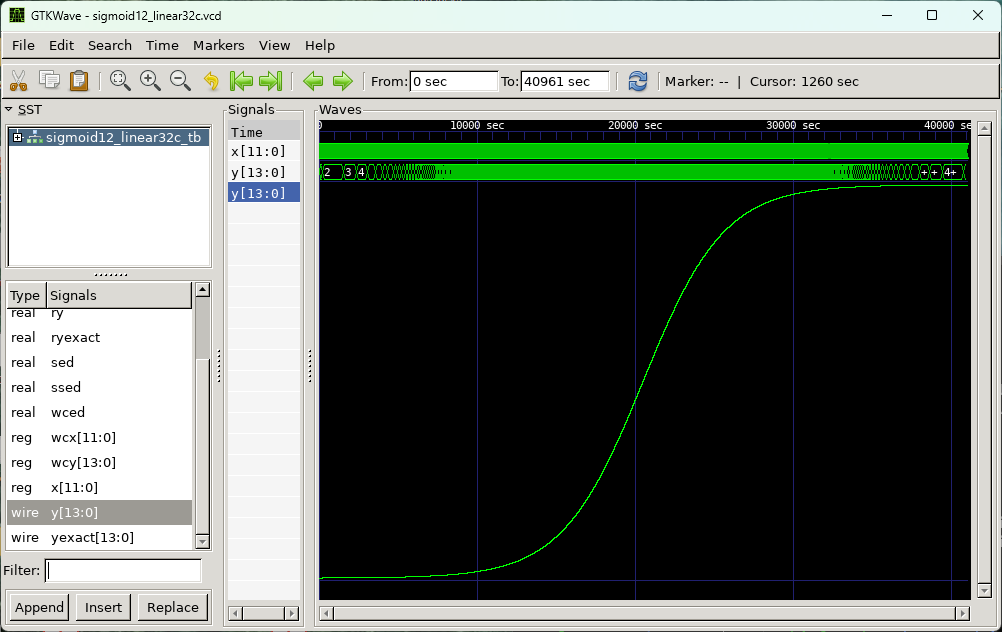 GTKWave - sigmoid12_linear32c.vcd
File Edit Search Time Markers View Help
From: 0 sec To: 40961 sec Marker: -- | Cursor: 1260 sec
SST
sigmoid12_linear32c_tb
Type Signals
real ry
real ryexact
real sed
real ssed
real wced
reg wcx[11:0]
reg wcy[13:0]
reg x[11:0]
wire y[13:0]
wire yexact[13:0]
Filter:
Append Insert Replace
Signals
Time
x[11:0]
y[13:0]
y[13:0]
Waves
0 10000 sec 20000 sec 30000 sec 40000 se
2 3 4 + + 4+